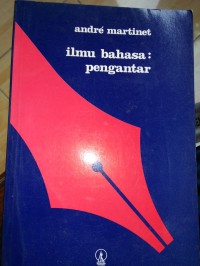 andré martinet
ilmu bahasa:
pengantar